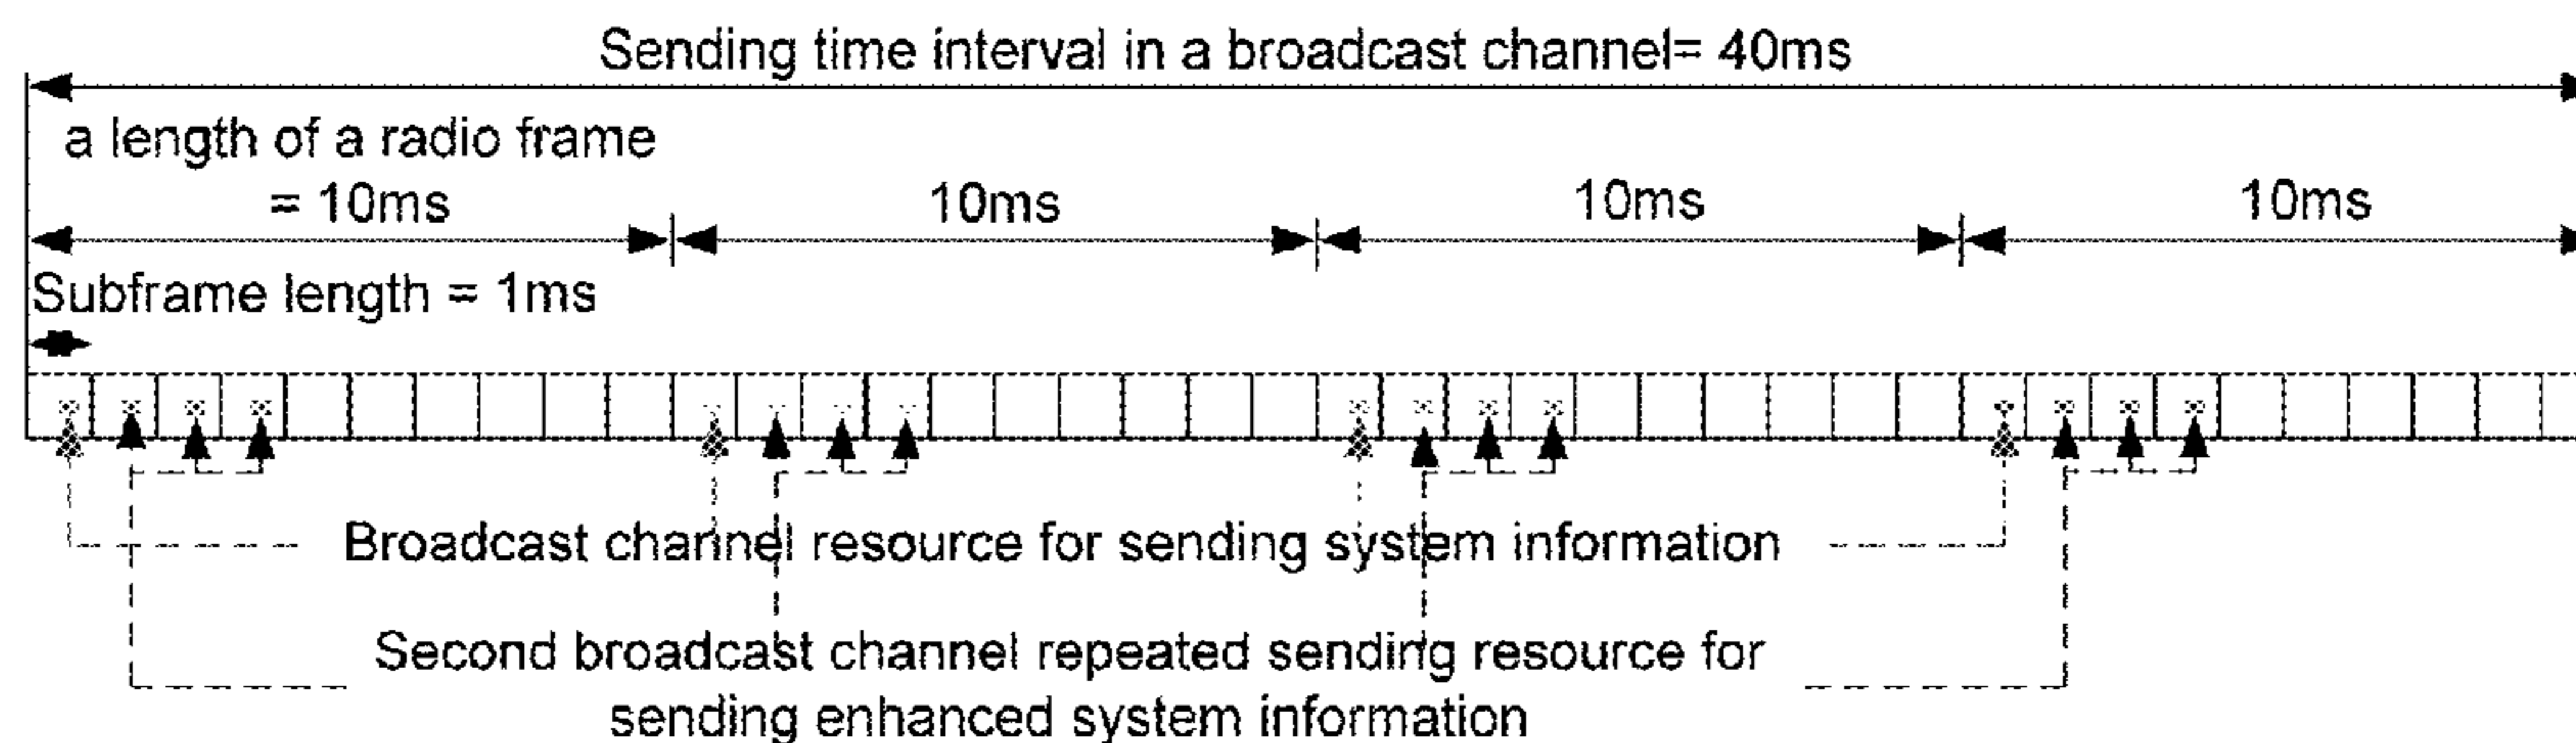 Sending time interval in a broadcast channel= 40ms
a length of a radio frame
= 10ms
10ms
10ms
10ms
Subframe length = 1ms
Broadcast channel resource for sending system information
Second broadcast channel repeated sending resource for
sending enhanced system information